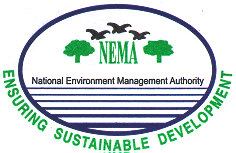 NEMA
National Environment Management Authority
ENSURING SUSTAINABLE DEVELOPMENT